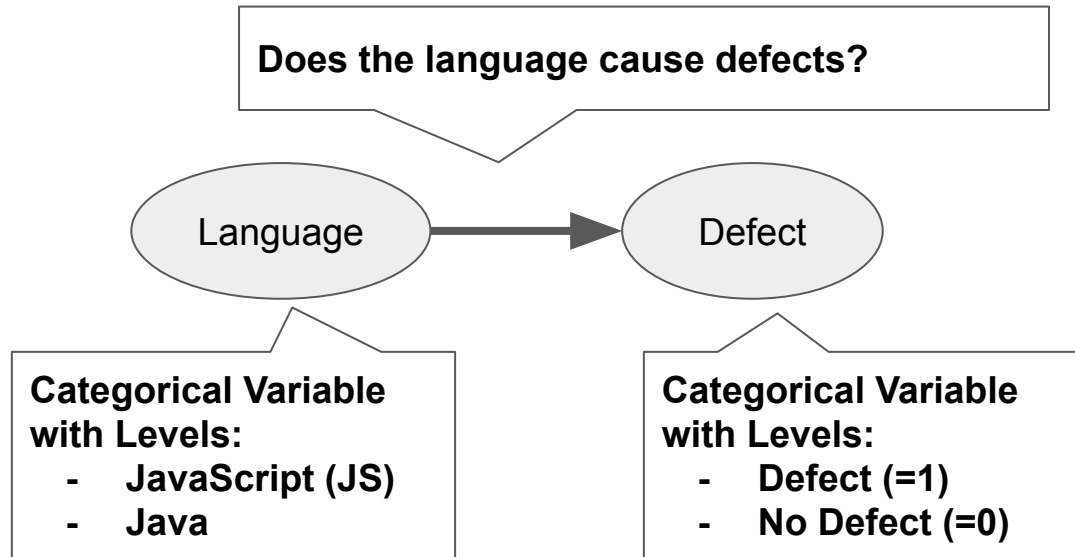 Does the language cause defects?
Language
Defect
Categorical Variable
with Levels:
- JavaScript (JS)
- Java
Categorical Variable
with Levels:
- Defect (=1)
- No Defect (=0)